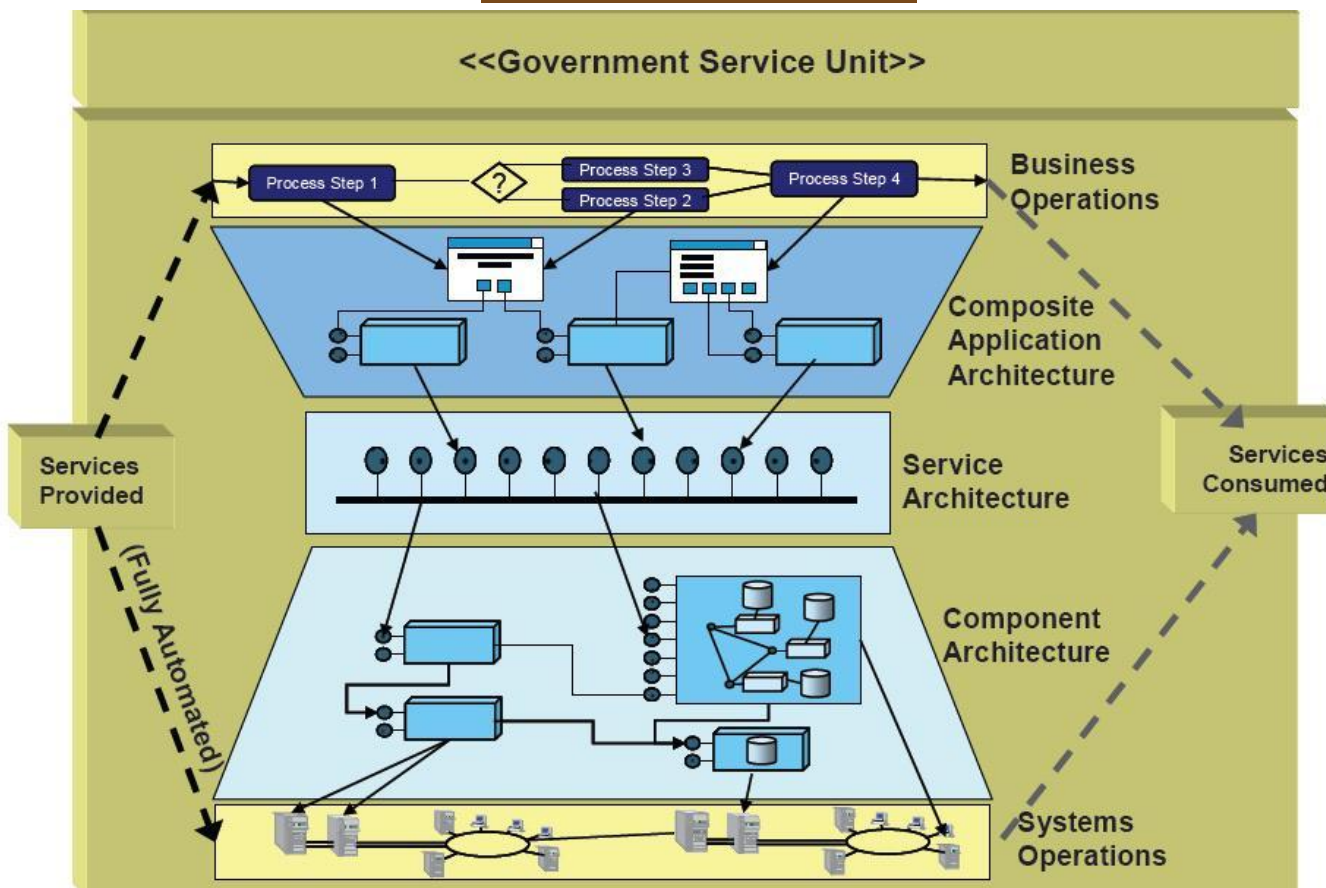 <<Government Service Unit>>
Process Step 1
?
Process Step 3
Process Step 2
Process Step 4
Business
Operations
Composite
Application
Architecture
Services
Provided
Service
Architecture
Services
Consumed
(Fully Automated)
Component
Architecture
Systems
Operations